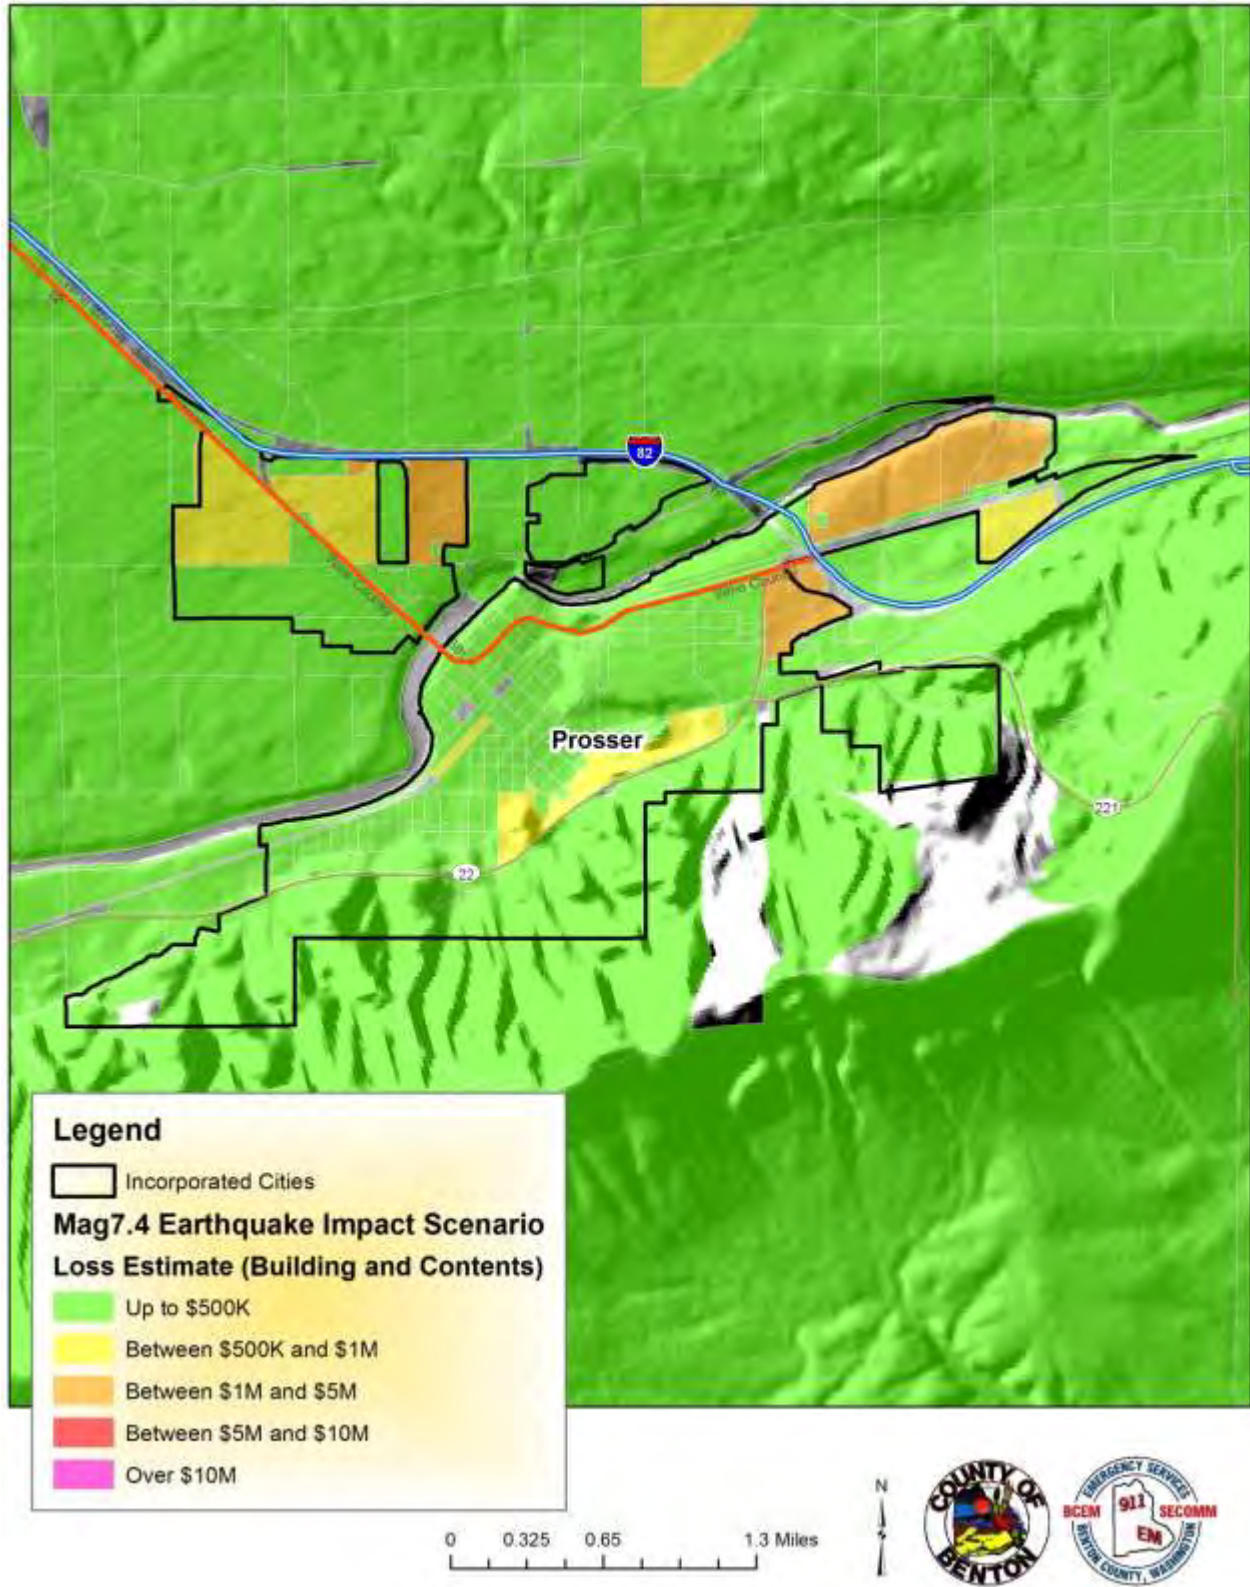 82
Wine Country
Prosser
221
22
Legend
Incorporated Cities
Mag7.4 Earthquake Impact Scenario
Loss Estimate (Building and Contents)
Up to $500K
Between $500K and $1M
Between $1M and $5M
Between $5M and $10M
Over $10M
N
0 0.325 0.65 1.3 Miles
COUNTY OF
BENTON
EMERGENCY SERVICES
BCEM 911 SECOMM
EM
BENTON COUNTY, WASHINGTON